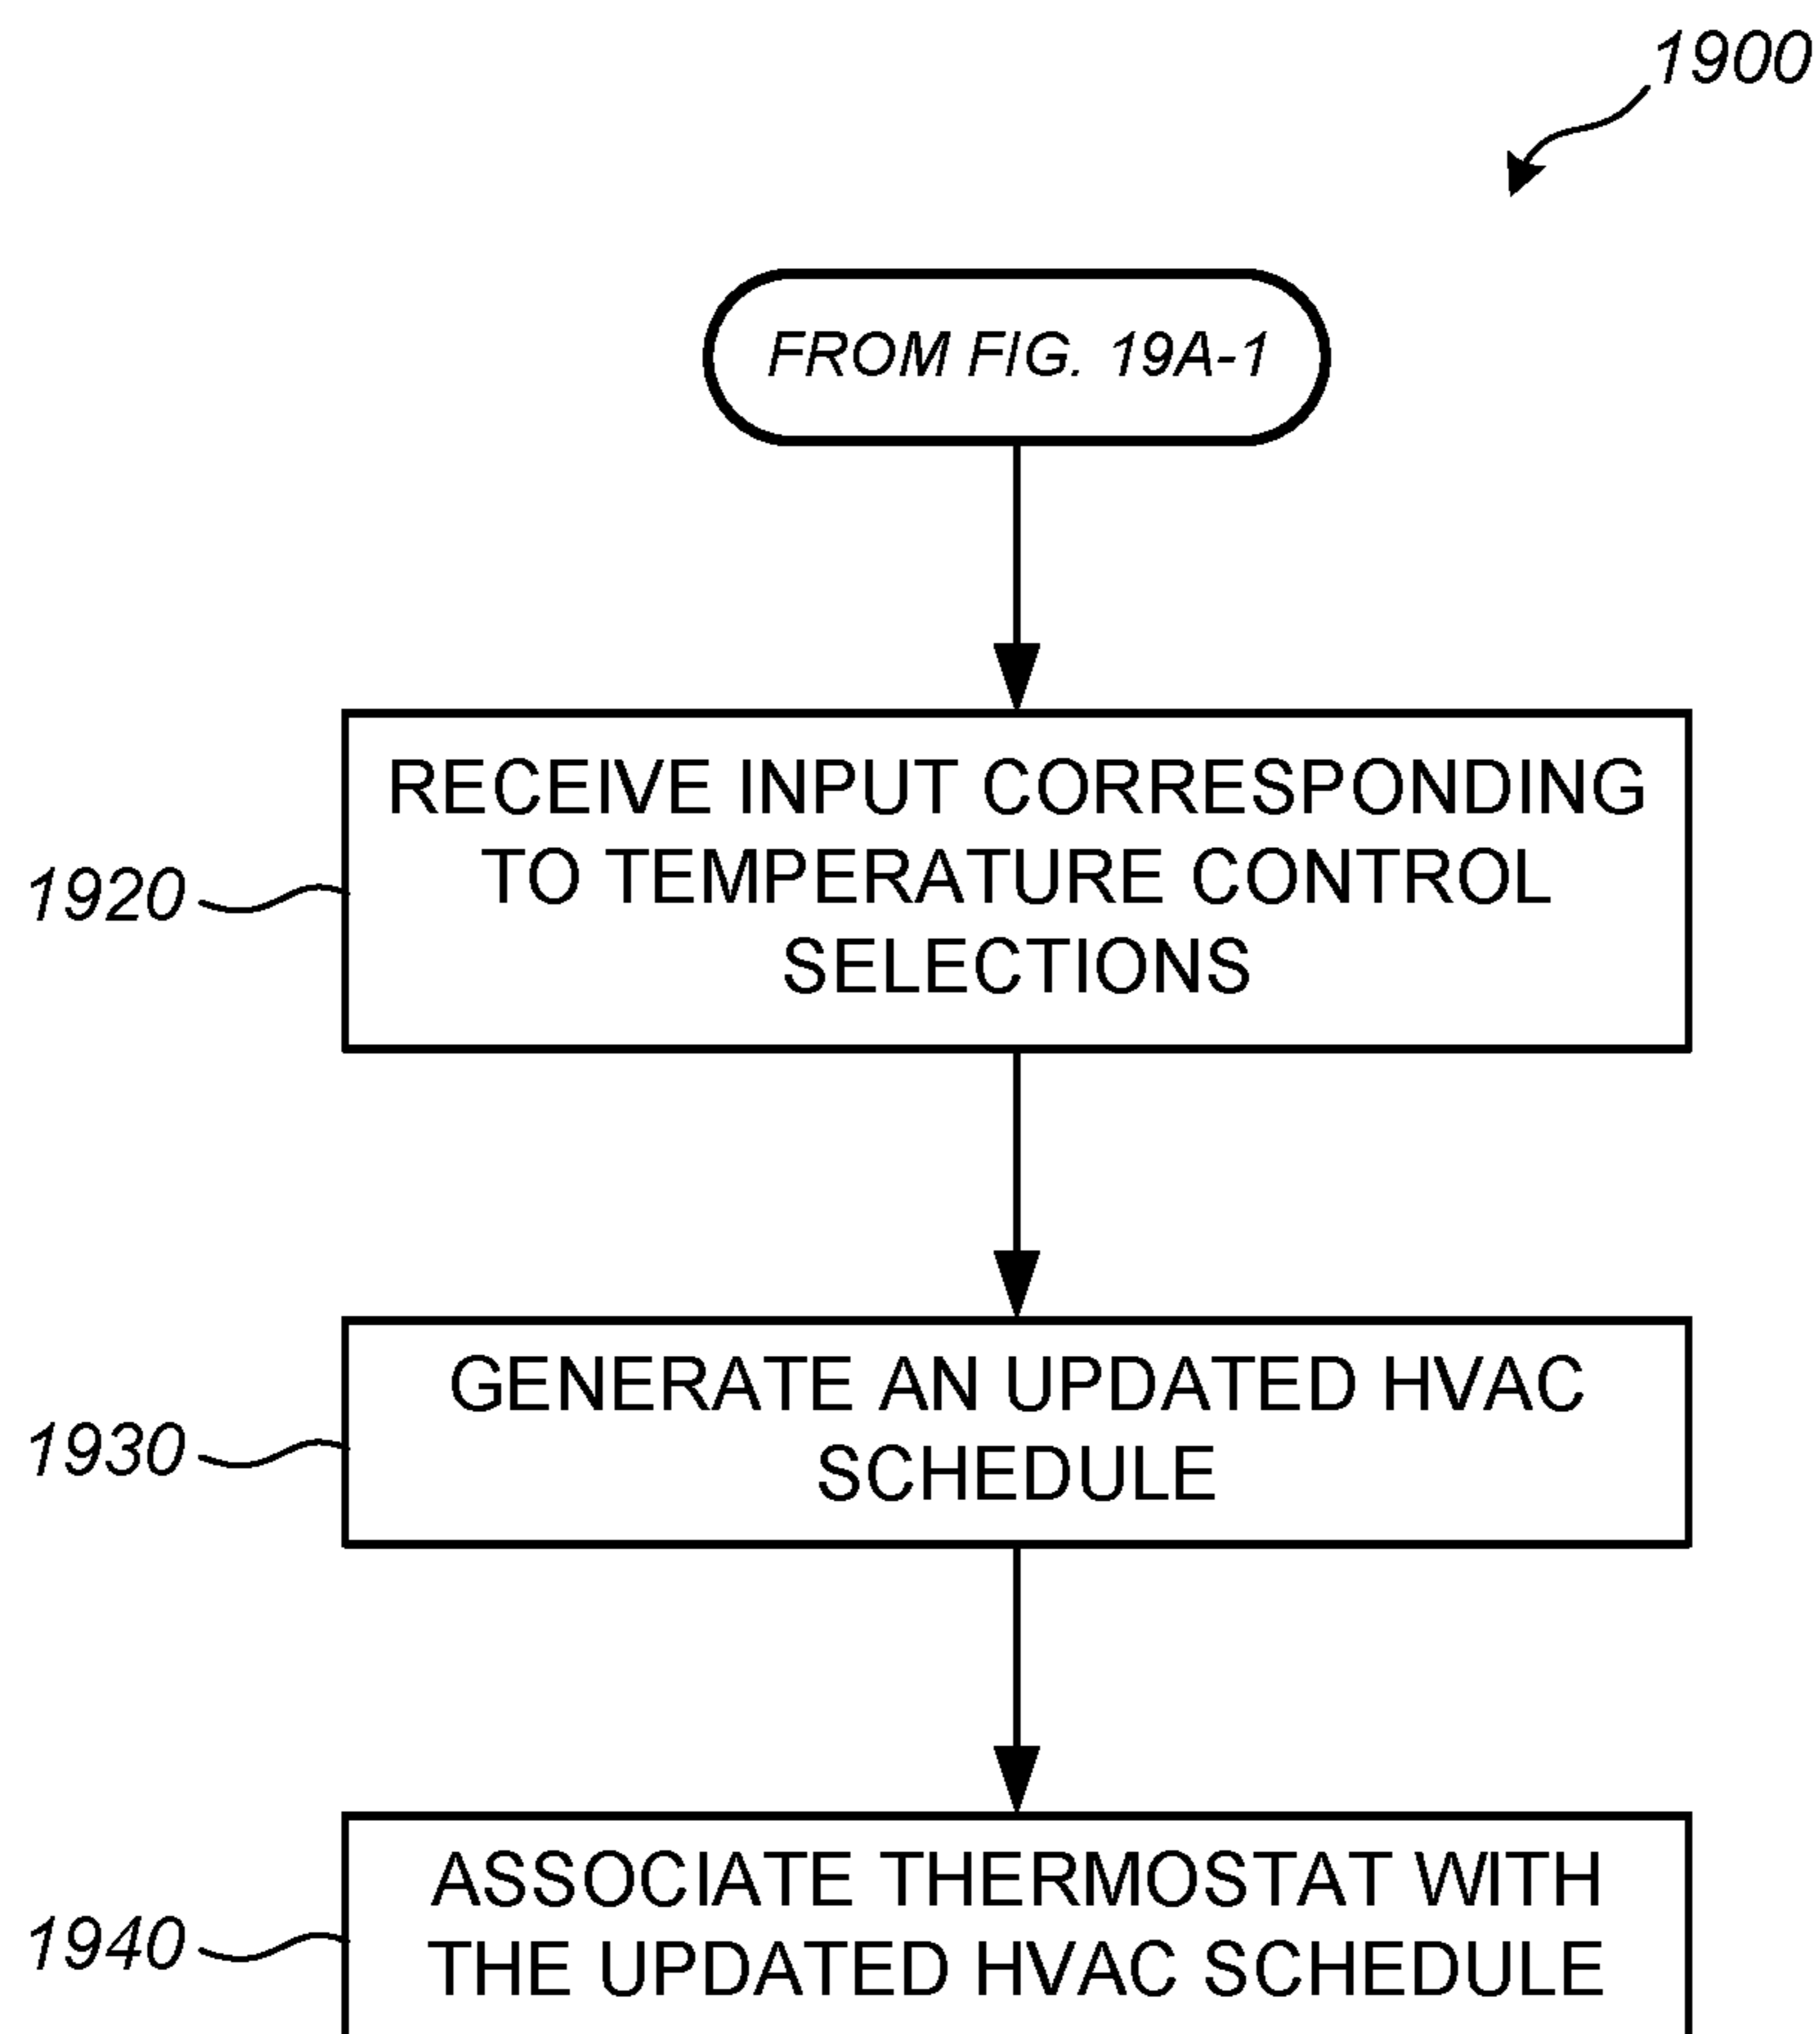 1900
FROM FIG. 19A-1
RECEIVE INPUT CORRESPONDING
TO TEMPERATURE CONTROL
SELECTIONS
1920
GENERATE AN UPDATED HVAC
SCHEDULE
1930
ASSOCIATE THERMOSTAT WITH
THE UPDATED HVAC SCHEDULE
1940